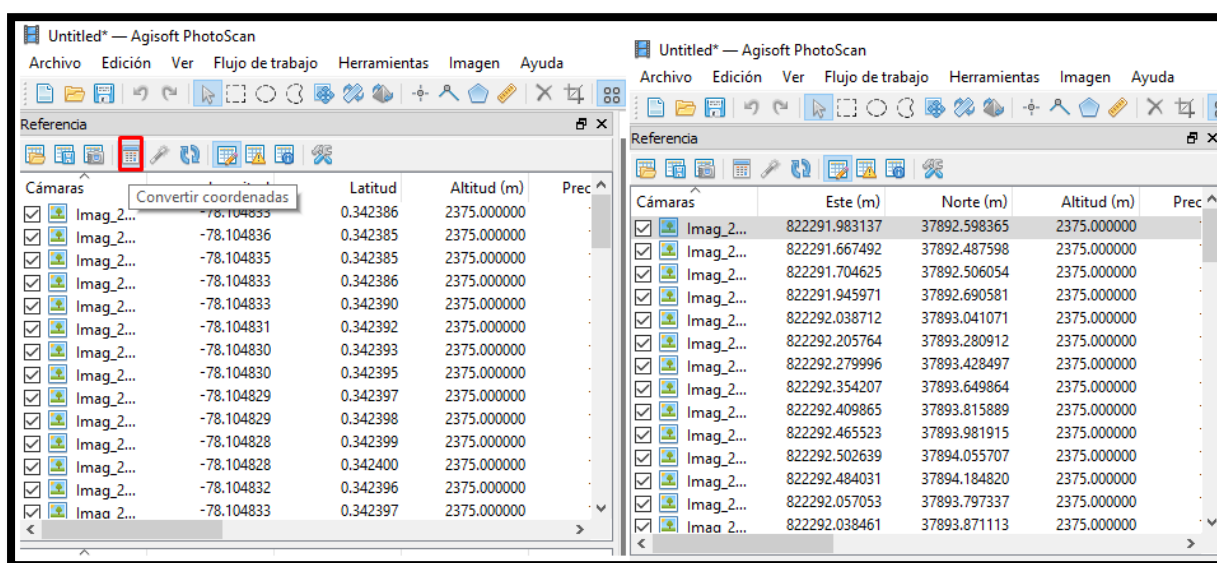 Untitled* — Agisoft PhotoScan
Archivo Edición Ver Flujo de trabajo Herramientas Imagen Ayuda
Referencia
Cámaras Latitud Altitud (m) Prec
Convertir coordenadas
Imag_2... -78.104833 0.342386 2375.000000
Imag_2... -78.104836 0.342385 2375.000000
Imag_2... -78.104835 0.342385 2375.000000
Imag_2... -78.104833 0.342386 2375.000000
Imag_2... -78.104833 0.342390 2375.000000
Imag_2... -78.104831 0.342392 2375.000000
Imag_2... -78.104830 0.342393 2375.000000
Imag_2... -78.104830 0.342395 2375.000000
Imag_2... -78.104829 0.342397 2375.000000
Imag_2... -78.104829 0.342398 2375.000000
Imag_2... -78.104828 0.342399 2375.000000
Imag_2... -78.104828 0.342400 2375.000000
Imag_2... -78.104832 0.342396 2375.000000
Imag_2... -78.104833 0.342397 2375.000000
Untitled* — Agisoft PhotoScan
Archivo Edición Ver Flujo de trabajo Herramientas Imagen Ayuda
Referencia
Cámaras Este (m) Norte (m) Altitud (m) Prec
Imag_2... 822291.983137 37892.598365 2375.000000
Imag_2... 822291.667492 37892.487598 2375.000000
Imag_2... 822291.704625 37892.506054 2375.000000
Imag_2... 822291.945971 37892.690581 2375.000000
Imag_2... 822292.038712 37893.041071 2375.000000
Imag_2... 822292.205764 37893.280912 2375.000000
Imag_2... 822292.279996 37893.428497 2375.000000
Imag_2... 822292.354207 37893.649864 2375.000000
Imag_2... 822292.409865 37893.815889 2375.000000
Imag_2... 822292.465523 37893.981915 2375.000000
Imag_2... 822292.502639 37894.055707 2375.000000
Imag_2... 822292.484031 37894.184820 2375.000000
Imag_2... 822292.057053 37893.797337 2375.000000
Imag_2... 822292.038461 37893.871113 2375.000000